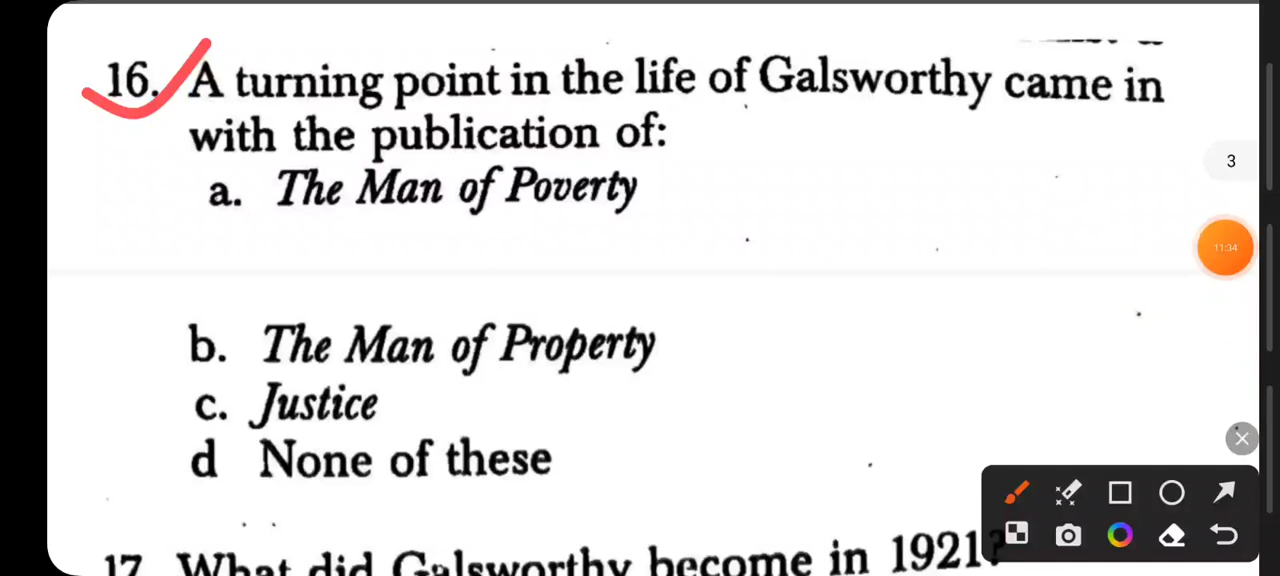 16. A turning point in the life of Galsworthy came in
with the publication of:
a. The Man of Poverty
3
11:34
b. The Man of Property
c. Justice
d None of these
17 What did Galsworthy become in 1921?